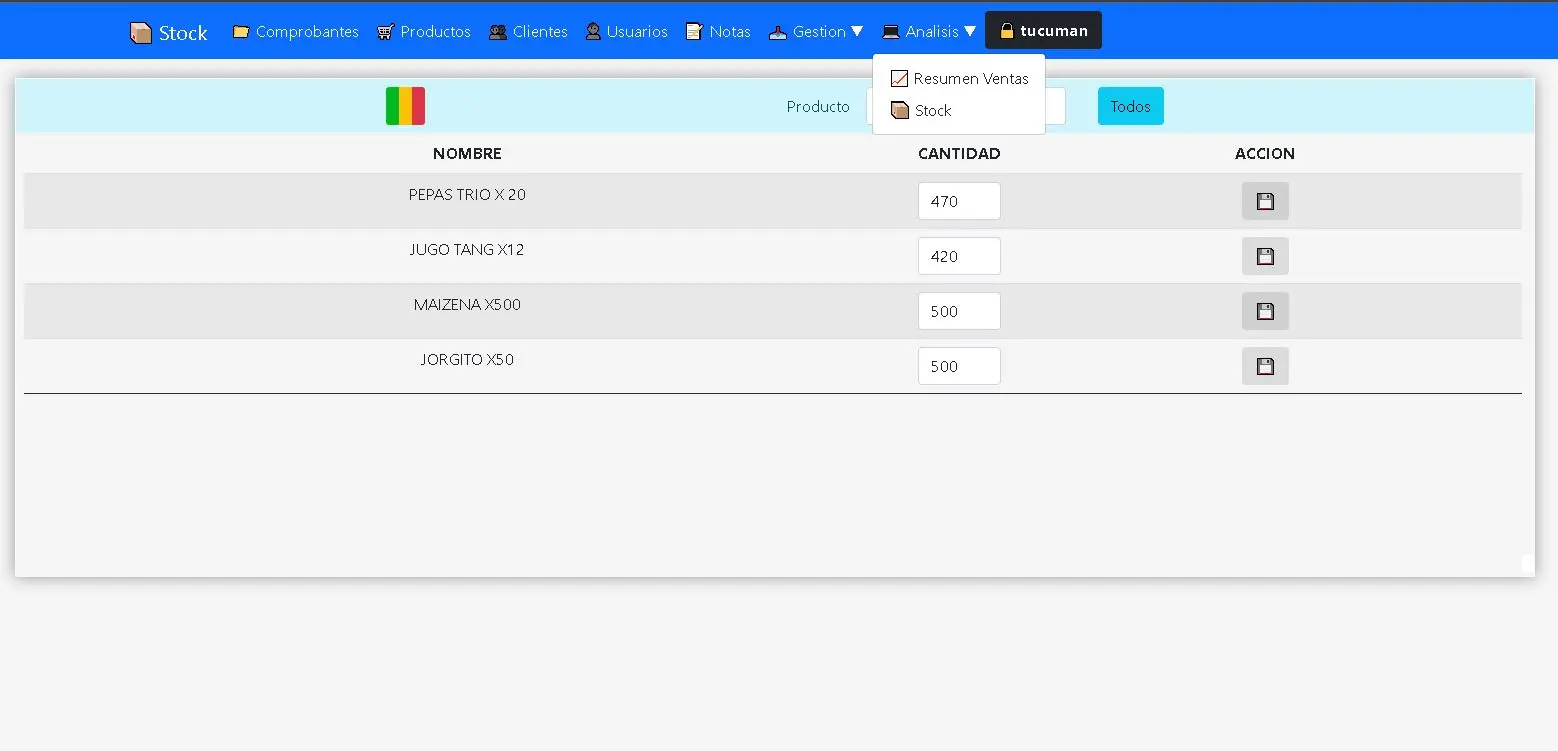 Stock Comprobantes Productos Clientes Usuarios Notas Gestion ▼ Analisis ▼ tucuman
Resumen Ventas
Stock
Producto Todos
NOMBRE CANTIDAD ACCION
PEPAS TRIO X 20 470
JUGO TANG X12 420
MAIZENA X500 500
JORGITO X50 500